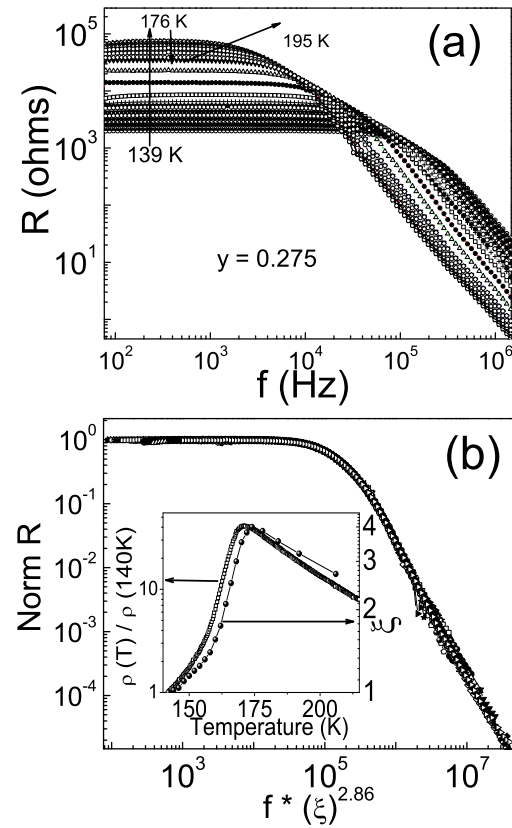 (a)
176 K
195 K
139 K
y = 0.275
R (ohms)
10^5
10^3
10^1
10^2 10^3 10^4 10^5 10^6
f (Hz)
(b)
Norm R
10^0
10^-1
10^-2
10^-3
10^-4
ρ (T) / ρ (140K)
10
1
4
3
2
1
ξ
150 175 200
Temperature (K)
10^3 10^5 10^7
f * (ξ)^2.86